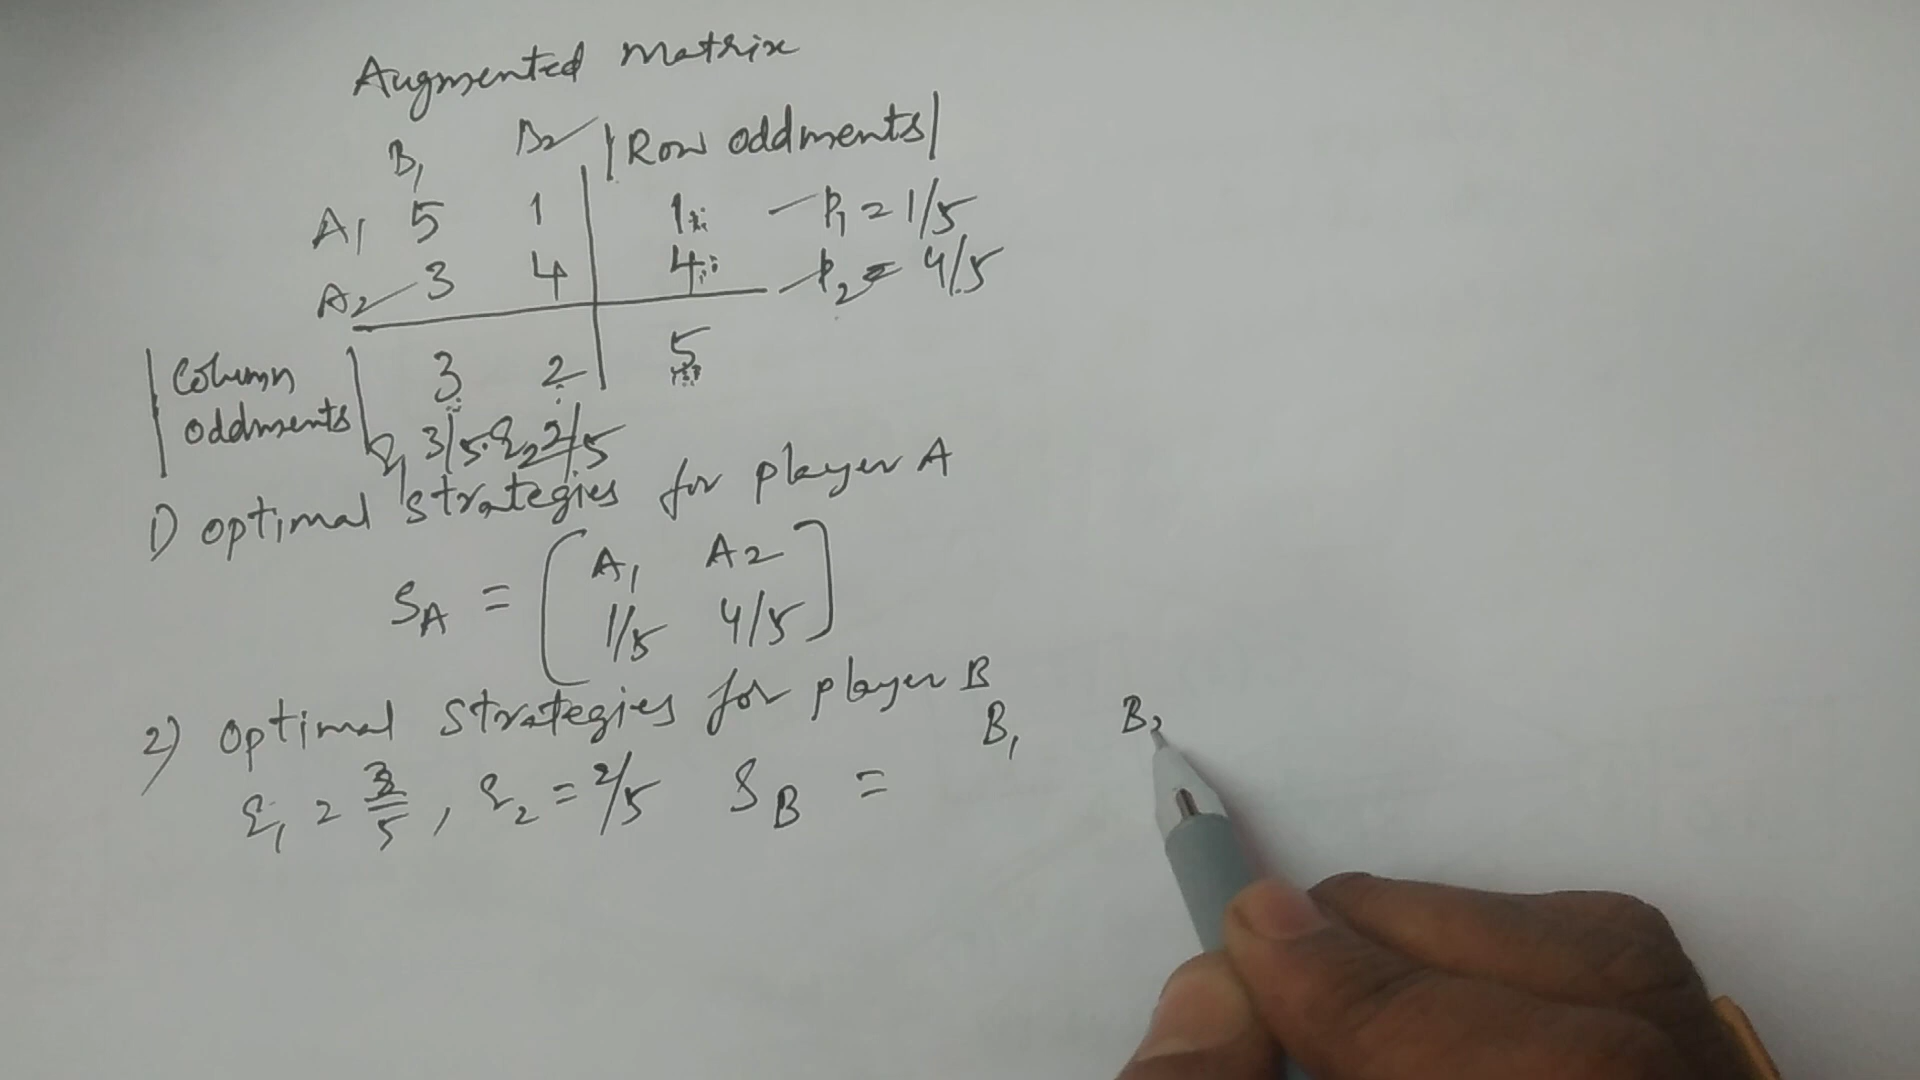 Augmented Matrix
B1 B2 |Row oddments|
A1 5 1 1 - P1 = 1/5
A2 3 4 4 - P2 = 4/5
|Column oddments| 3 2 5
q1 3/5 q2 2/5
1) optimal strategies for player A
SA = [A1 A2
1/5 4/5]
2) optimal strategies for player B
B1 B2
q1 = 3/5, q2 = 2/5 SB =